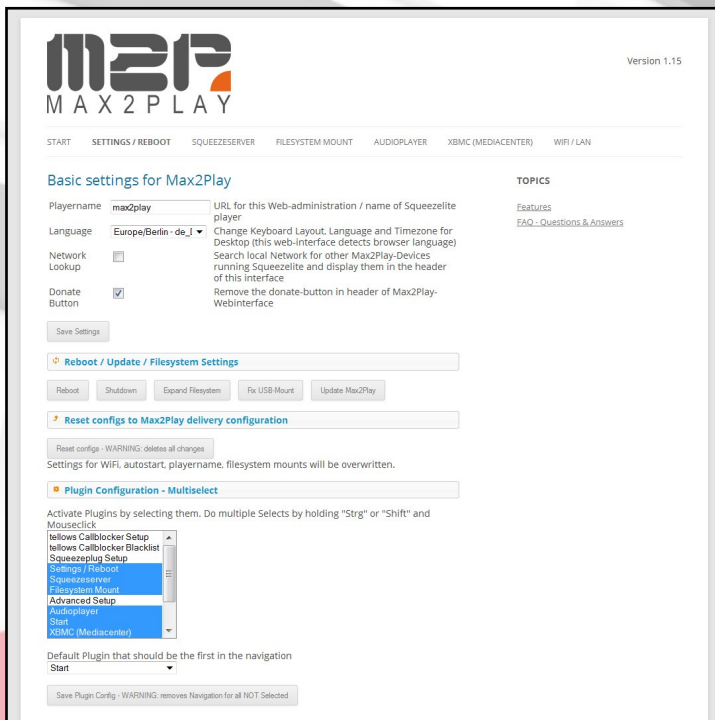 M2P
MAX2PLAY
Version 1.15
START SETTINGS / REBOOT SQUEEZESERVER FILESYSTEM MOUNT AUDIOPLAYER XBMC (MEDIACENTER) WIFI / LAN
Basic settings for Max2Play
Playername max2play URL for this Web-administration / name of Squeezelite
player
Language Europe/Berlin - de_ Change Keyboard Layout, Language and Timezone for
Desktop (this web-interface detects browser language)
Network Search local Network for other Max2Play-Devices
Lookup running Squeezelite and display them in the header
of this interface
Donate Remove the donate-button in header of Max2Play-
Button Webinterface
Save Settings
TOPICS
Features
FAQ - Questions & Answers
Reboot / Update / Filesystem Settings
Reboot Shutdown Expand Filesystem Fix USB-Mount Update Max2Play
Reset configs to Max2Play delivery configuration
Reset configs - WARNING: deletes all changes
Settings for WiFi, autostart, playername, filesystem mounts will be overwritten.
Plugin Configuration - Multiselect
Activate Plugins by selecting them. Do multiple Selects by holding "Strg" or "Shift" and
Mouseclick
tellows Callblocker Setup
tellows Callblocker Blacklist
Squeezeplug Setup
Settings / Reboot
Squeezeserver
Filesystem Mount
Advanced Setup
Audioplayer
Start
XBMC (Mediacenter)
Default Plugin that should be the first in the navigation
Start
Save Plugin Config - WARNING: removes Navigation for all NOT Selected